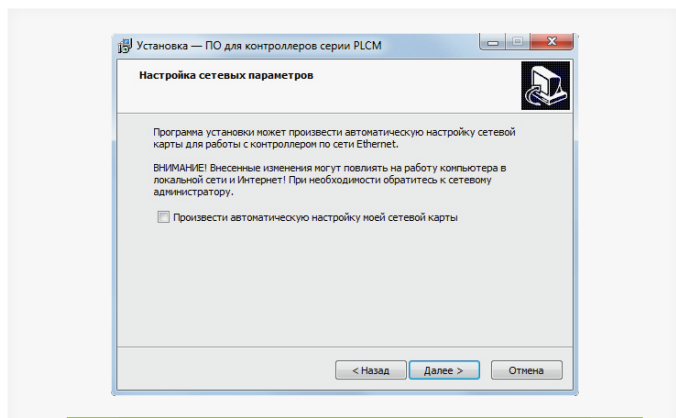 Установка — ПО для контроллеров серии PLCM
Настройка сетевых параметров
Программа установки может произвести автоматическую настройку сетевой
карты для работы с контроллером по сети Ethernet.
ВНИМАНИЕ! Внесенные изменения могут повлиять на работу компьютера в
локальной сети и Интернет! При необходимости обратитесь к сетевому
администратору.
Произвести автоматическую настройку моей сетевой карты
< Назад Далее > Отмена